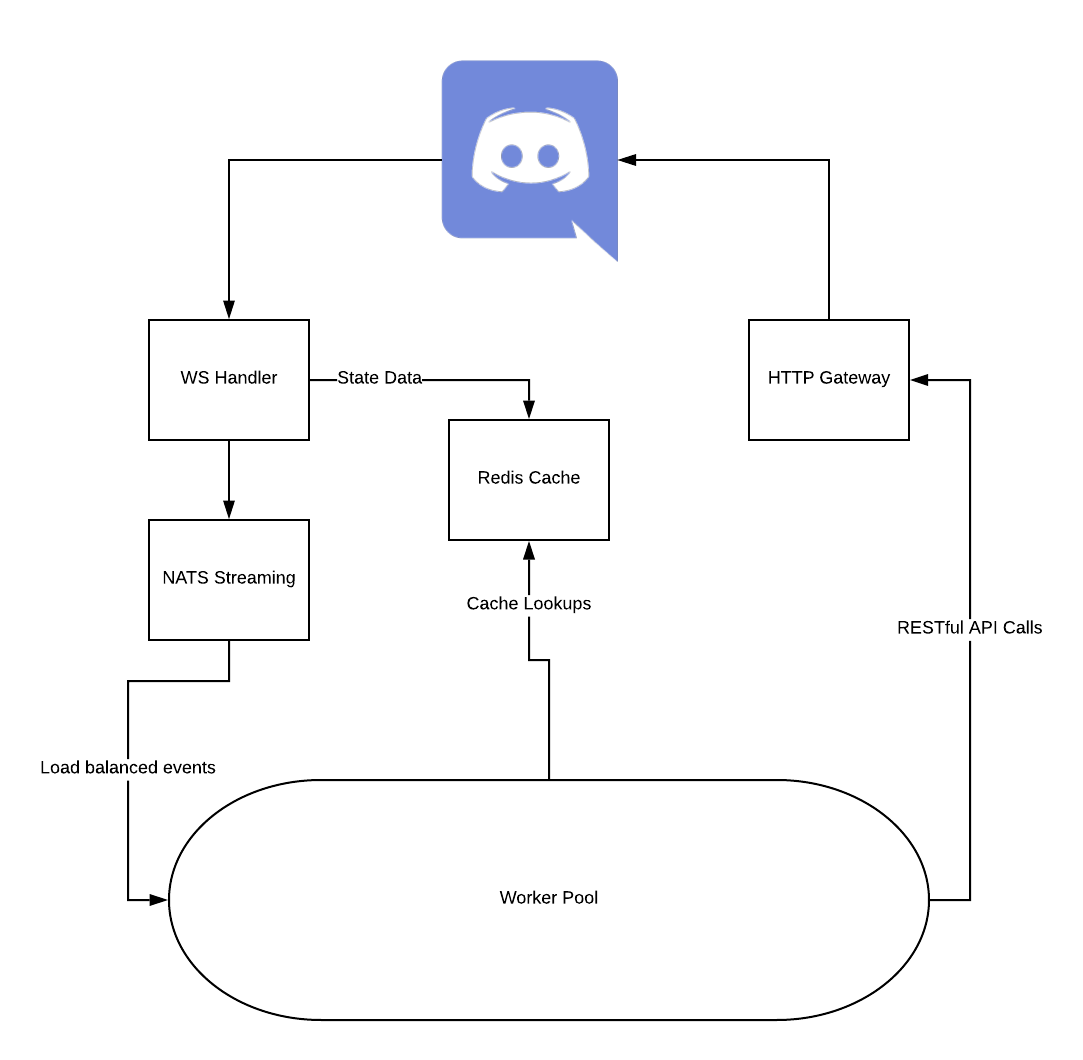 WS Handler
State Data
HTTP Gateway
Redis Cache
NATS Streaming
Cache Lookups
RESTful API Calls
Load balanced events
Worker Pool